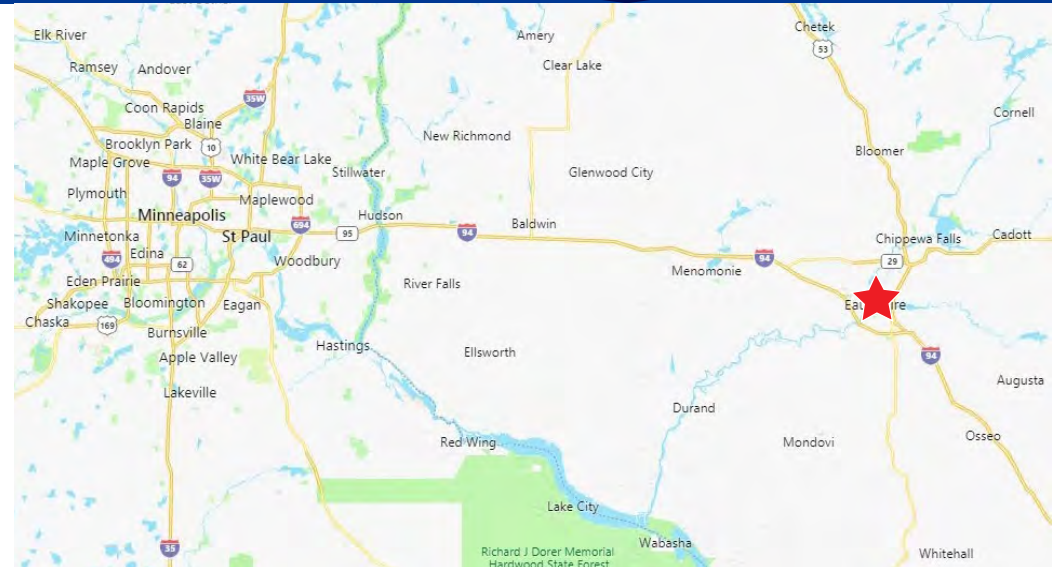 Elk River
Amery
Chetek
53
Ramsey
Andover
Clear Lake
35W
Coon Rapids
Cornell
Blaine
New Richmond
Brooklyn Park
10
Bloomer
Maple Grove
White Bear Lake
Stillwater
Glenwood City
94
35W
Plymouth
Maplewood
Minneapolis
Hudson
694
95
94
Baldwin
Minnetonka
St Paul
Chippewa Falls
Cadott
494
Edina
62
Woodbury
94
29
Menomonie
Eden Prairie
River Falls
Shakopee
Bloomington
Eagan
Eau
ire
Chaska
169
Burnsville
Hastings
Apple Valley
Ellsworth
94
Augusta
Lakeville
Durand
Red Wing
Mondovi
Osseo
Lake City
35
Wabasha
Richard J Dorer Memorial
Hardwood State Forest
Whitehall